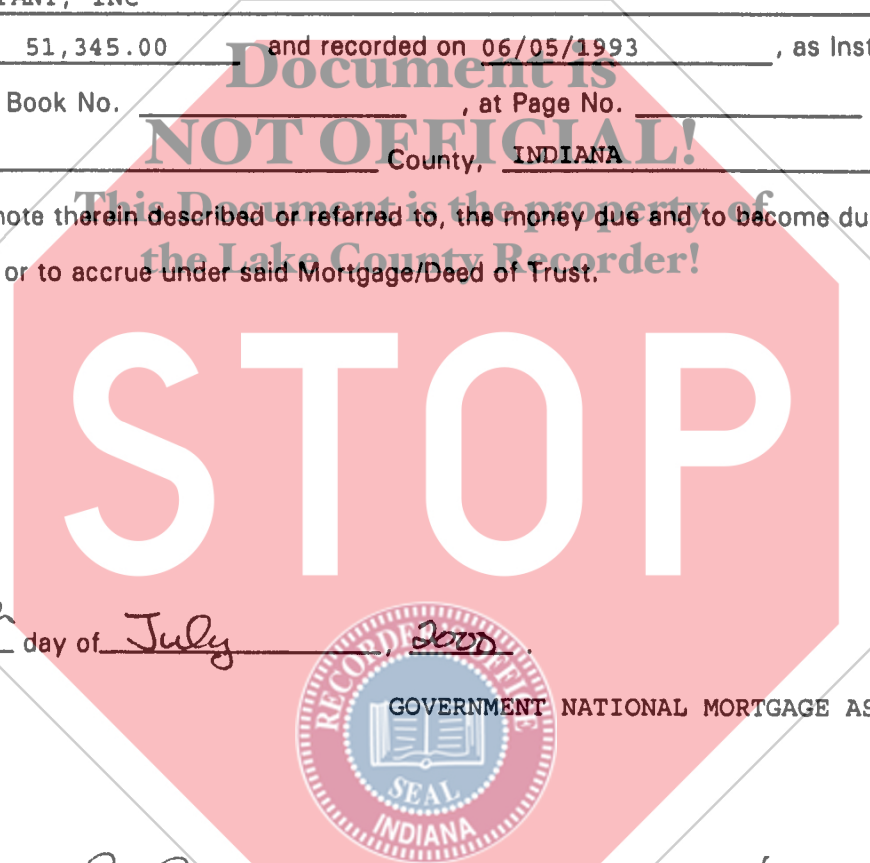 INC
51,345.00 and recorded on 06/05/1993, as Inst
Document is
Book No. , at Page No.
NOT OFFICIAL!
County, INDIANA
This Document is the property of
note therein described or referred to, the money due and to become du
the Lake County Recorder!
or to accrue under said Mortgage/Deed of Trust.
STOP
day of July, 2000.
RECORDER'S OFFICE
GOVERNMENT NATIONAL MORTGAGE AS
SEAL
INDIANA